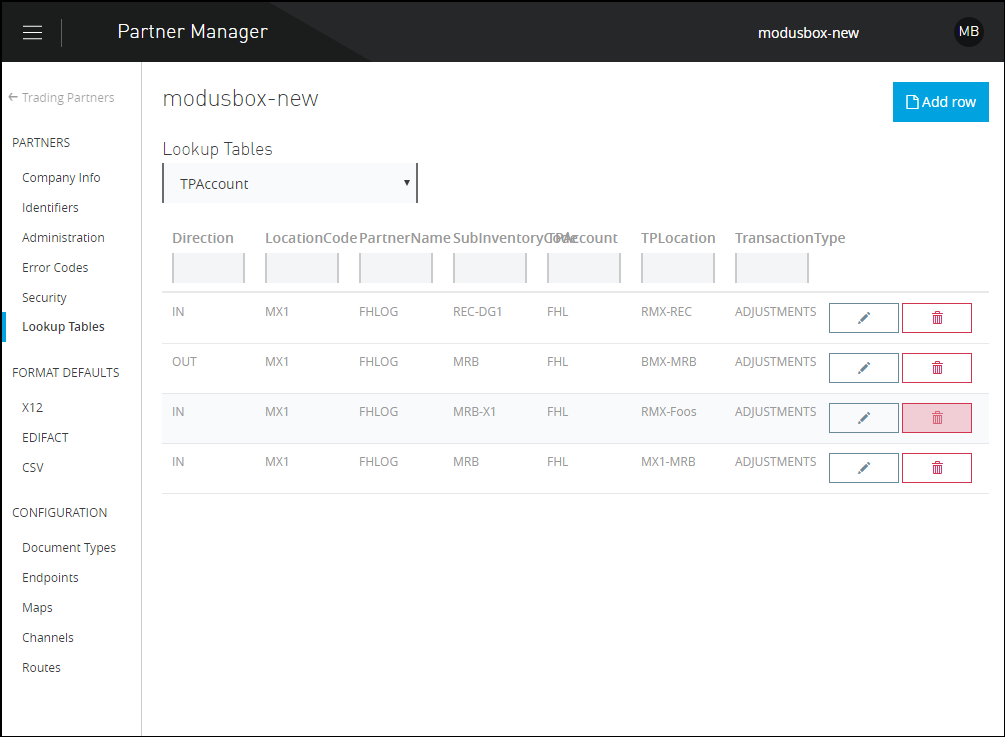 Partner Manager
modusbox-new
MB
← Trading Partners
PARTNERS
Company Info
Identifiers
Administration
Error Codes
Security
Lookup Tables
FORMAT DEFAULTS
X12
EDIFACT
CSV
CONFIGURATION
Document Types
Endpoints
Maps
Channels
Routes
modusbox-new
Add row
Lookup Tables
TPAccount
Direction LocationCode PartnerName SubInventoryCode TPAccount TPLocation TransactionType
IN MX1 FHLOG REC-DG1 FHL RMX-REC ADJUSTMENTS
OUT MX1 FHLOG MRB FHL BMX-MRB ADJUSTMENTS
IN MX1 FHLOG MRB-X1 FHL RMX-Foos ADJUSTMENTS
IN MX1 FHLOG MRB FHL MX1-MRB ADJUSTMENTS